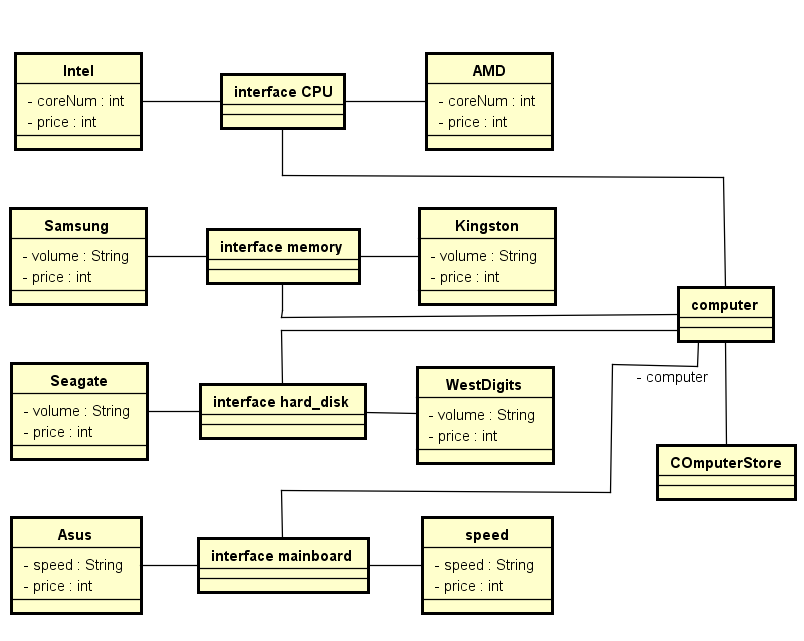 Intel
- coreNum : int
- price : int
interface CPU
AMD
- coreNum : int
- price : int
Samsung
- volume : String
- price : int
interface memory
Kingston
- volume : String
- price : int
computer
- computer
Seagate
- volume : String
- price : int
interface hard_disk
WestDigits
- volume : String
- price : int
COmputerStore
Asus
- speed : String
- price : int
interface mainboard
speed
- speed : String
- price : int